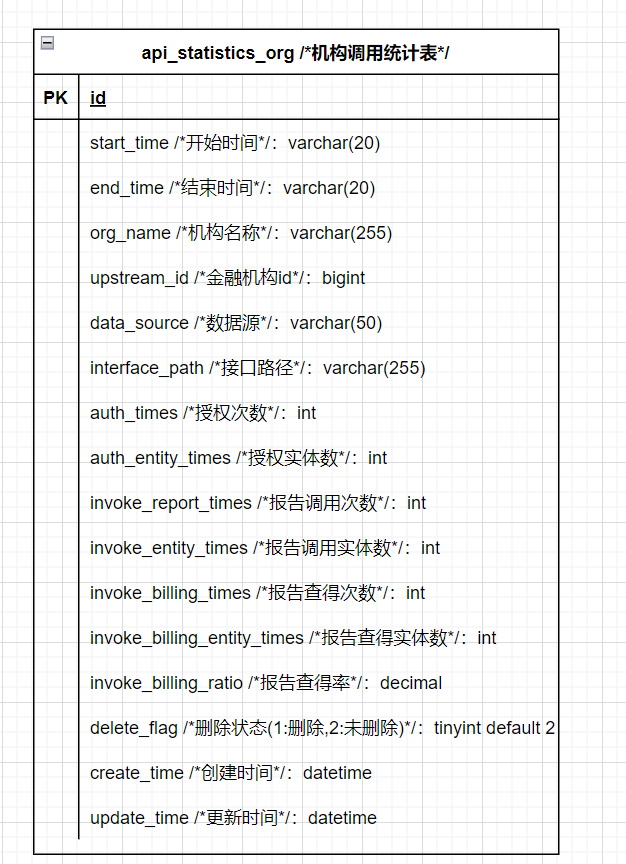 api_statistics_org /*机构调用统计表*/
PK id
start_time /*开始时间*/：varchar(20)
end_time /*结束时间*/：varchar(20)
org_name /*机构名称*/：varchar(255)
upstream_id /*金融机构id*/：bigint
data_source /*数据源*/：varchar(50)
interface_path /*接口路径*/：varchar(255)
auth_times /*授权次数*/：int
auth_entity_times /*授权实体数*/：int
invoke_report_times /*报告调用次数*/：int
invoke_entity_times /*报告调用实体数*/：int
invoke_billing_times /*报告查得次数*/：int
invoke_billing_entity_times /*报告查得实体数*/：int
invoke_billing_ratio /*报告查得率*/：decimal
delete_flag /*删除状态(1:删除,2:未删除)*/：tinyint default 2
create_time /*创建时间*/：datetime
update_time /*更新时间*/：datetime